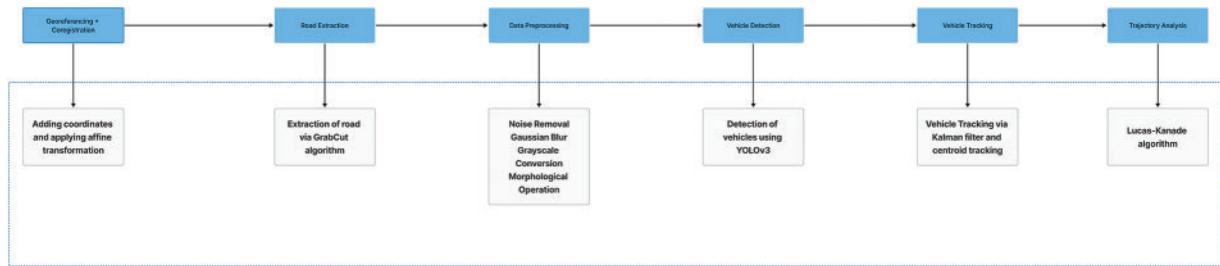 Georeferencing +
Coregistration
Road Extraction
Data Preprocessing
Vehicle Detection
Vehicle Tracking
Trajectory Analysis
Adding coordinates
and applying affine
transformation
Extraction of road
via GrabCut
algorithm
Noise Removal
Gaussian Blur
Grayscale
Conversion
Morphological
Operation
Detection of
vehicles using
YOLOv3
Vehicle Tracking via
Kalman filter and
centroid tracking
Lucas-Kanade
algorithm